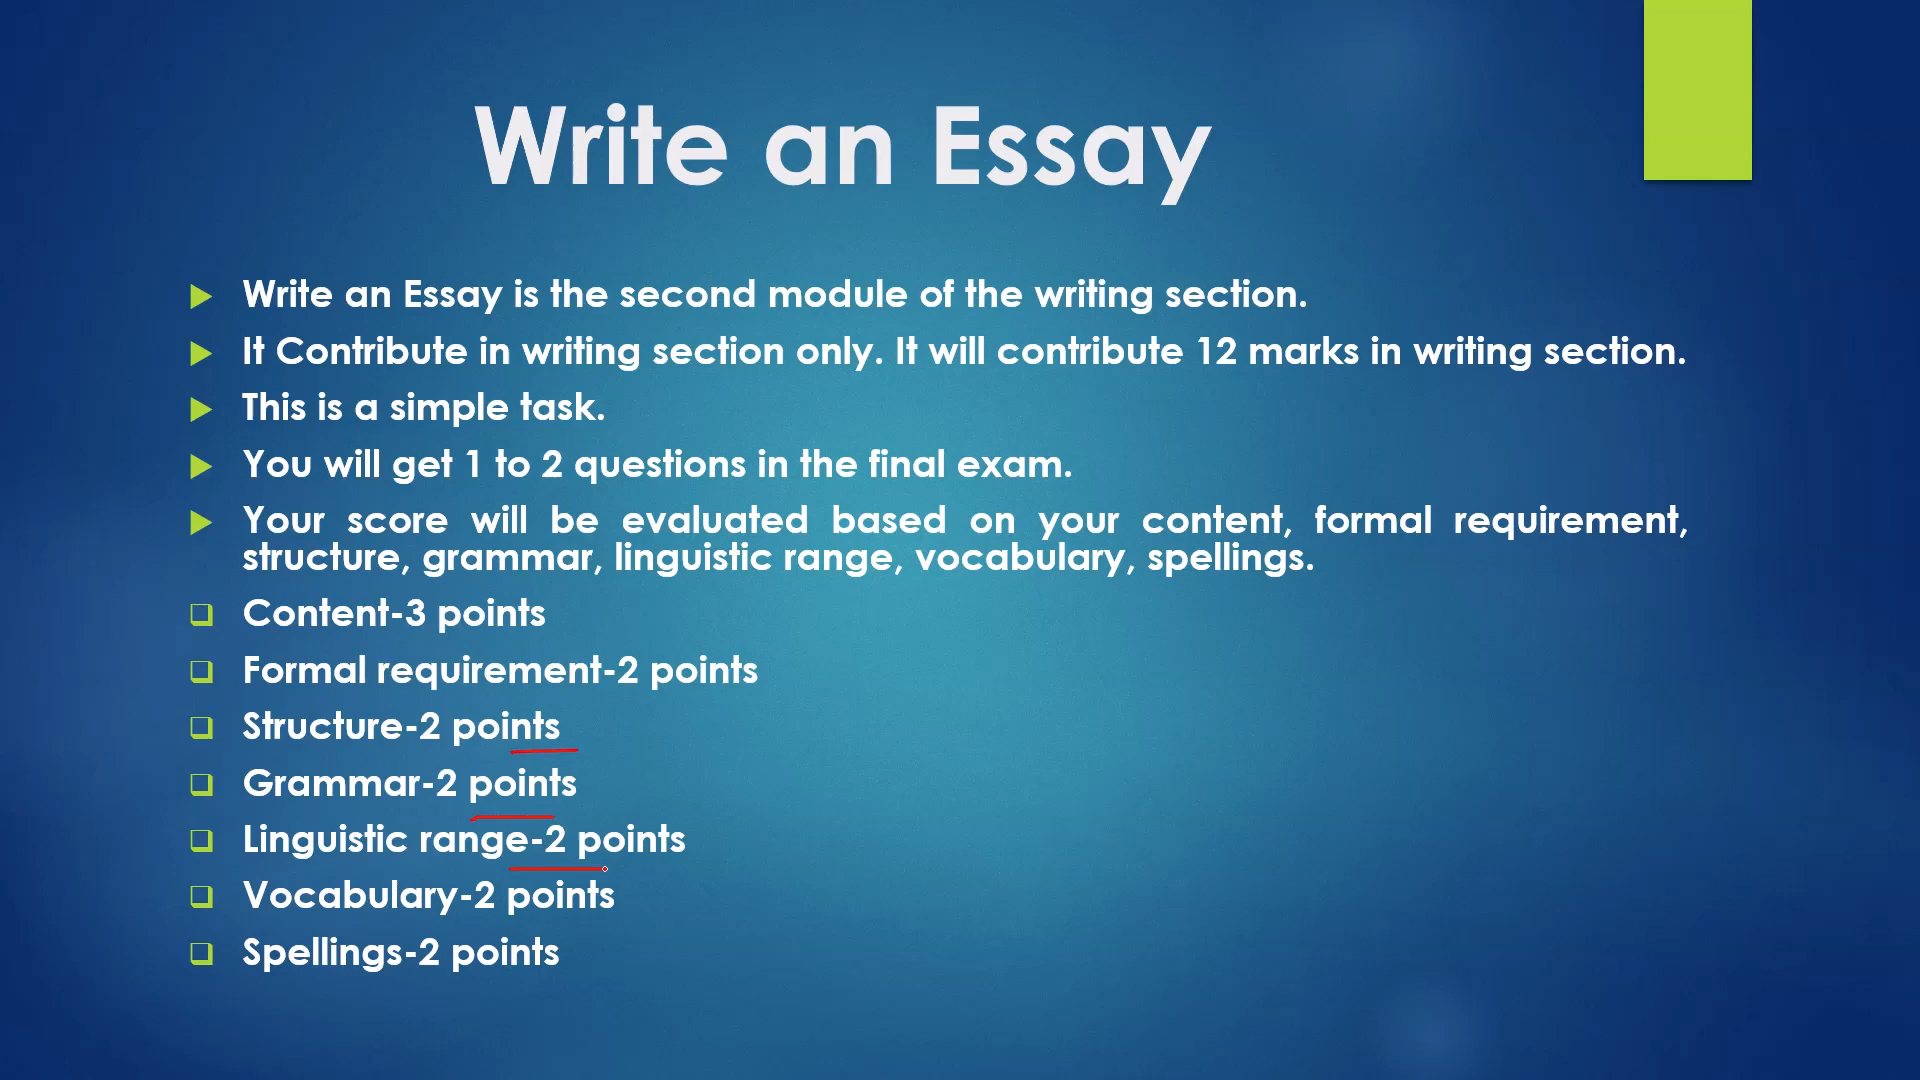 Write an Essay
Write an Essay is the second module of the writing section.
It Contribute in writing section only. It will contribute 12 marks in writing section.
This is a simple task.
You will get 1 to 2 questions in the final exam.
Your score will be evaluated based on your content, formal requirement,
structure, grammar, linguistic range, vocabulary, spellings.
Content-3 points
Formal requirement-2 points
Structure-2 points
Grammar-2 points
Linguistic range-2 points
Vocabulary-2 points
Spellings-2 points